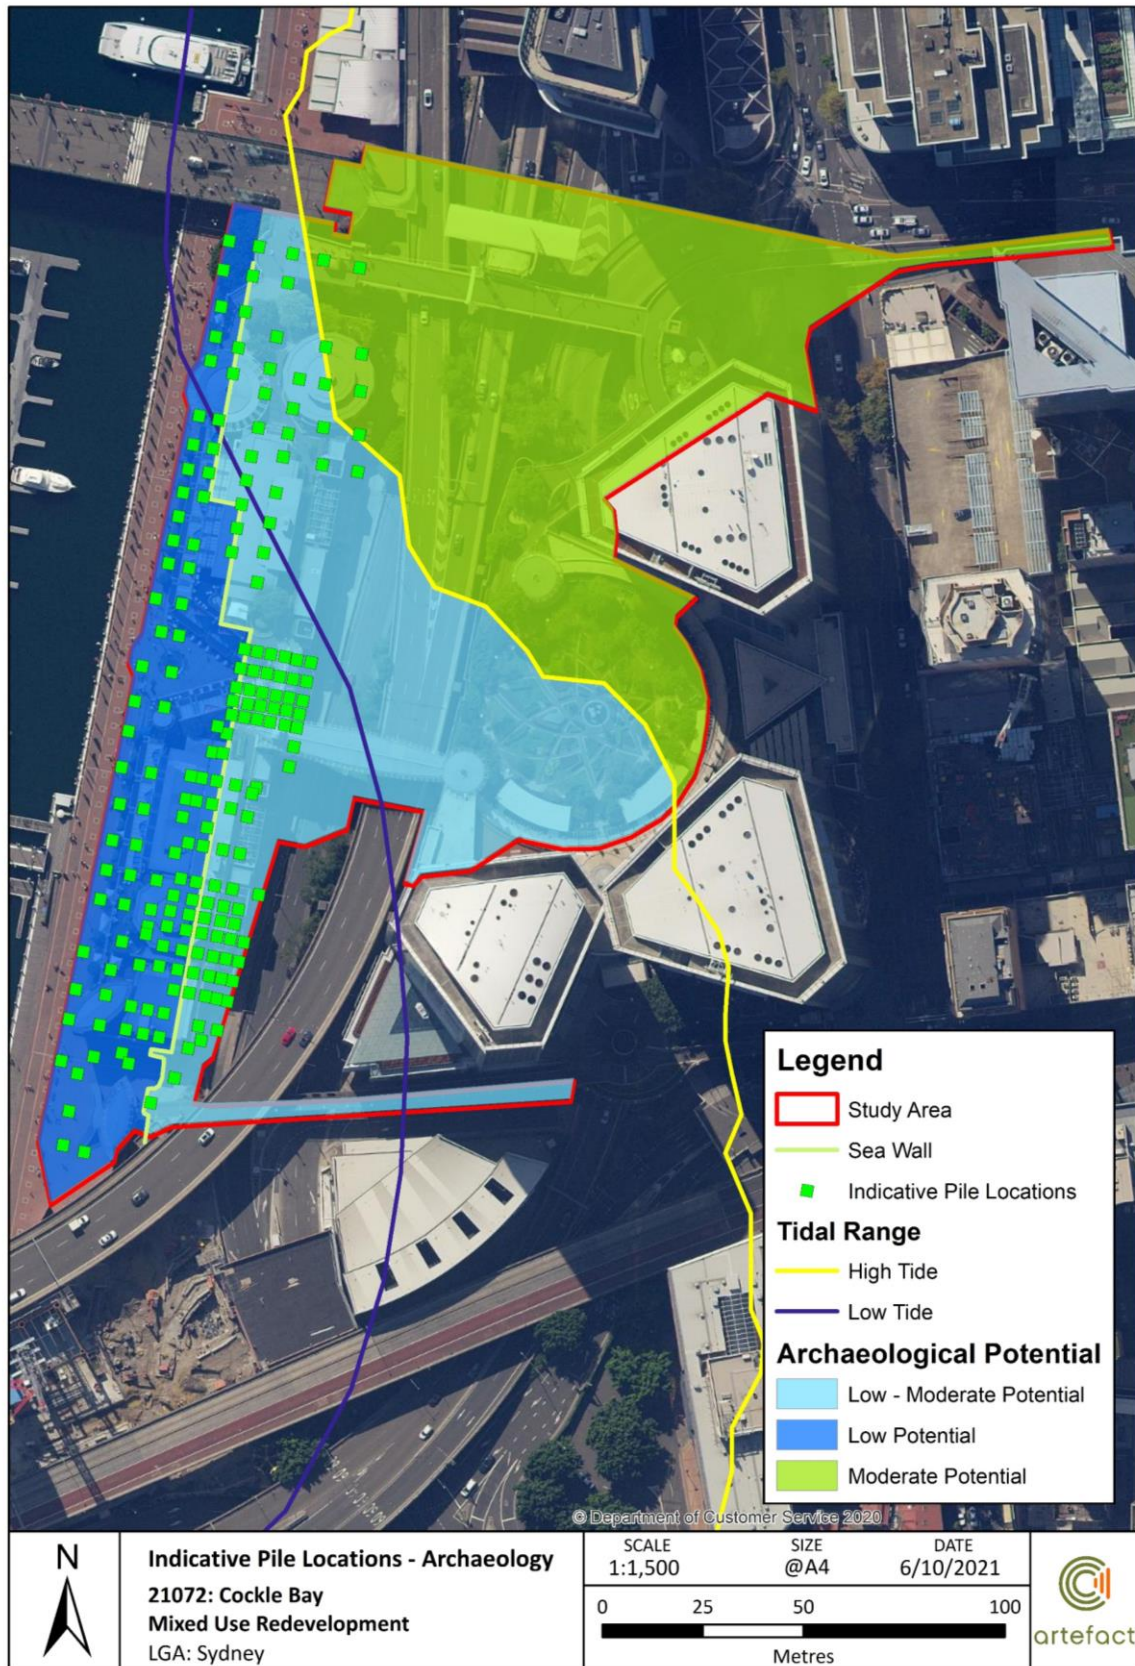 Legend
Study Area
Sea Wall
Indicative Pile Locations
Tidal Range
High Tide
Low Tide
Archaeological Potential
Low - Moderate Potential
Low Potential
Moderate Potential
© Department of Customer Service 2020
N
Indicative Pile Locations - Archaeology
21072: Cockle Bay
Mixed Use Redevelopment
LGA: Sydney
SCALE
1:1,500
SIZE
@A4
DATE
6/10/2021
0 25 50 100
Metres
artefact